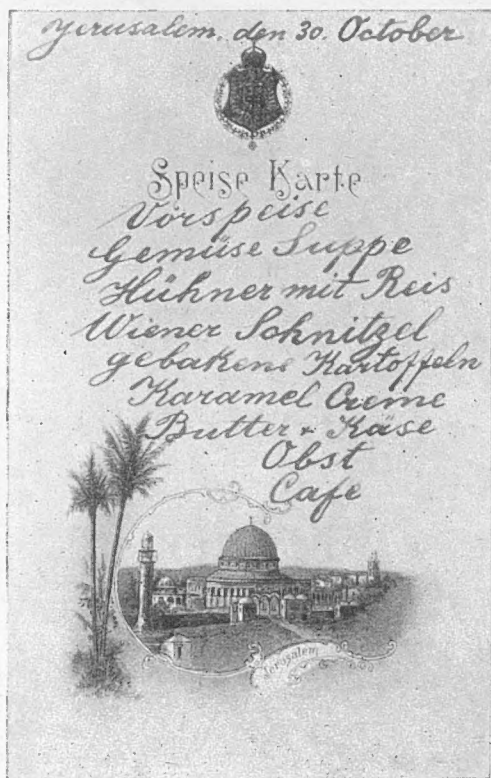 Jerusalem, den 30. October
Speise Karte
Vorspeise
Gemüse Suppe
Hühner mit Reis
Wiener Schnitzel
gebakene Kartoffeln
Karamel Creme
Butter + Käse
Obst
Cafe
Jerusalem